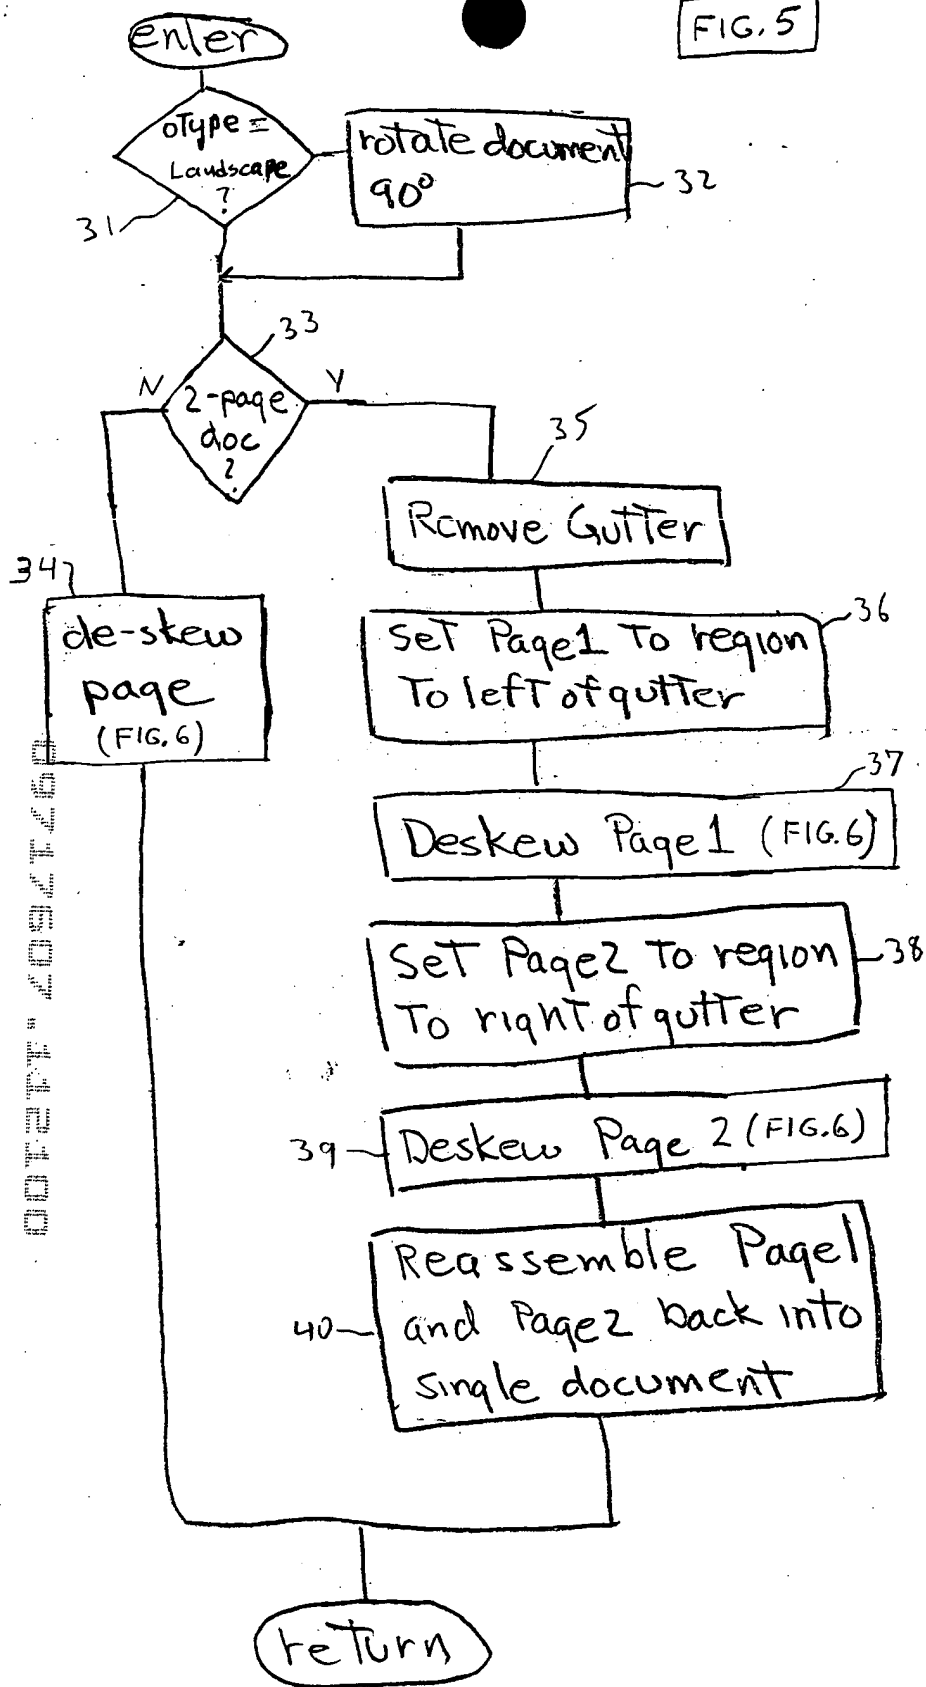 FIG. 5
enter
oType =
Landscape
?
31
rotate document
90°
32
33
N
Y
2-page
doc
?
35
Remove Gutter
34
de-skew
page
(FIG. 6)
36
Set Page1 To region
To left of gutter
37
Deskew Page1 (FIG. 6)
Set Page2 To region
To right of gutter
38
39
Deskew Page 2 (FIG. 6)
Reassemble Page1
and Page2 back into
single document
40
return
09717607.112100